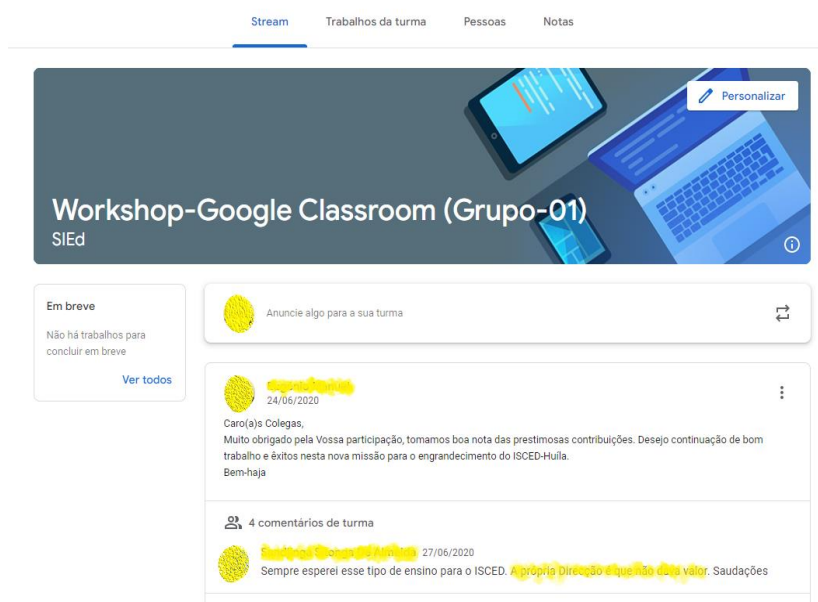 Stream Trabalhos da turma Pessoas Notas
Personalizar
Workshop-Google Classroom (Grupo-01)
SIEd
Em breve
Não há trabalhos para
concluir em breve
Ver todos
Anuncie algo para a sua turma
24/06/2020
Caro(a)s Colegas,
Muito obrigado pela Vossa participação, tomamos boa nota das prestimosas contribuições. Desejo continuação de bom
trabalho e êxitos nesta nova missão para o engrandecimento do ISCED-Huíla.
Bem-haja
4 comentários de turma
27/06/2020
Sempre esperei esse tipo de ensino para o ISCED. A própria Direcção é que não dava valor. Saudações